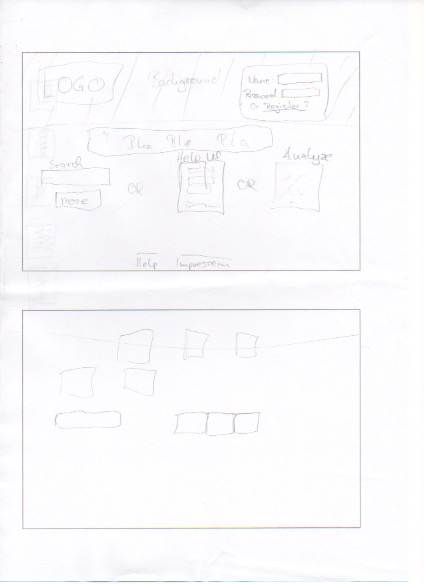 LOGO
Background
Name
Password
Or Register?
" Bla Bla Bla
Search
Help us
Analyze
more
OR
OR
Help
Impressum